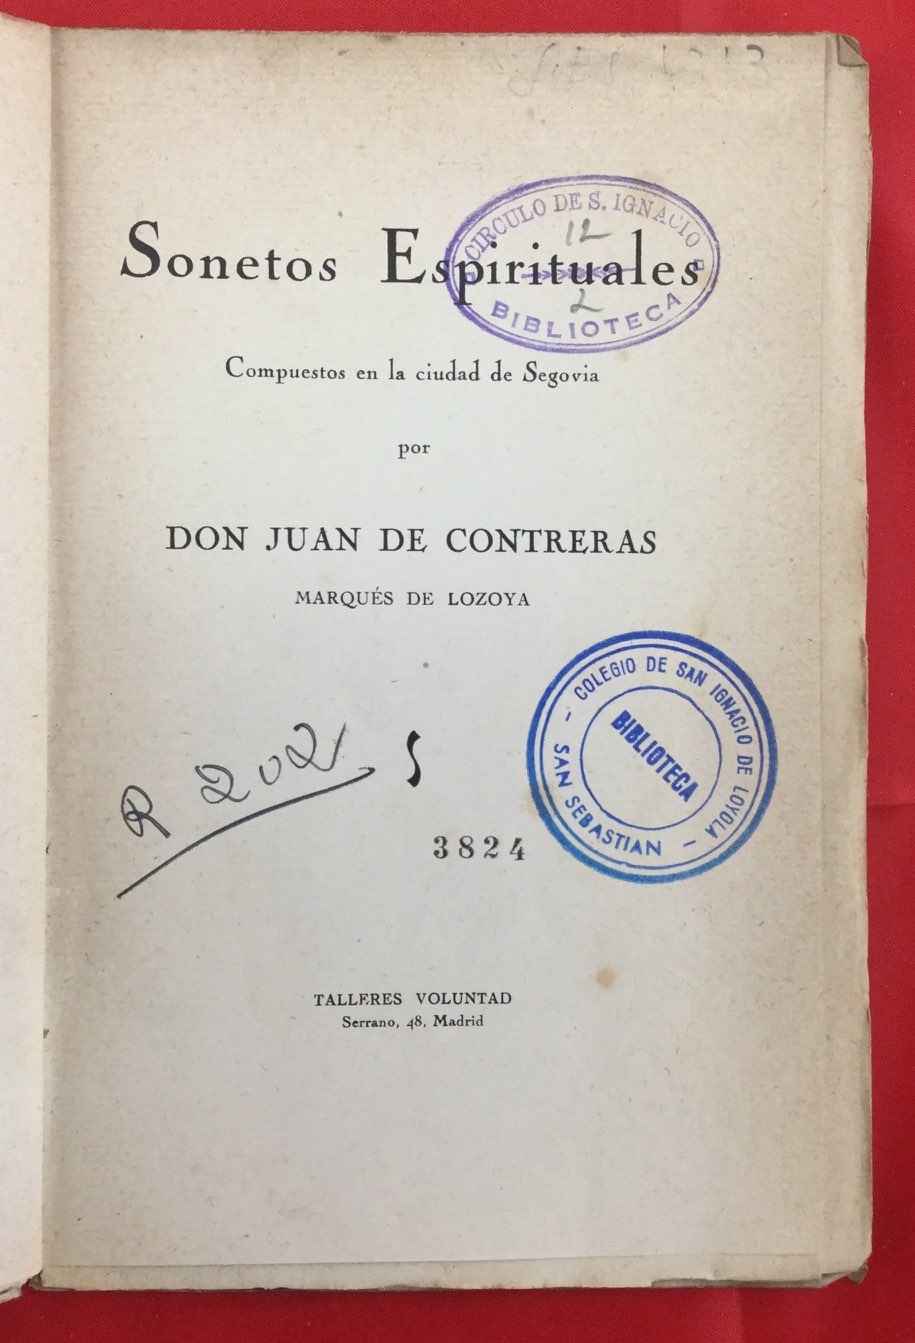 CIRCULO DE S. IGNACIO
12
2
BIBLIOTECA
Sonetos Espirituales
Compuestos en la ciudad de Segovia
por
DON JUAN DE CONTRERAS
MARQUÉS DE LOZOYA
COLEGIO DE SAN IGNACIO DE LOYOLA
BIBLIOTECA
- SAN SEBASTIAN -
R 202
3824
TALLERES VOLUNTAD
Serrano, 48, Madrid